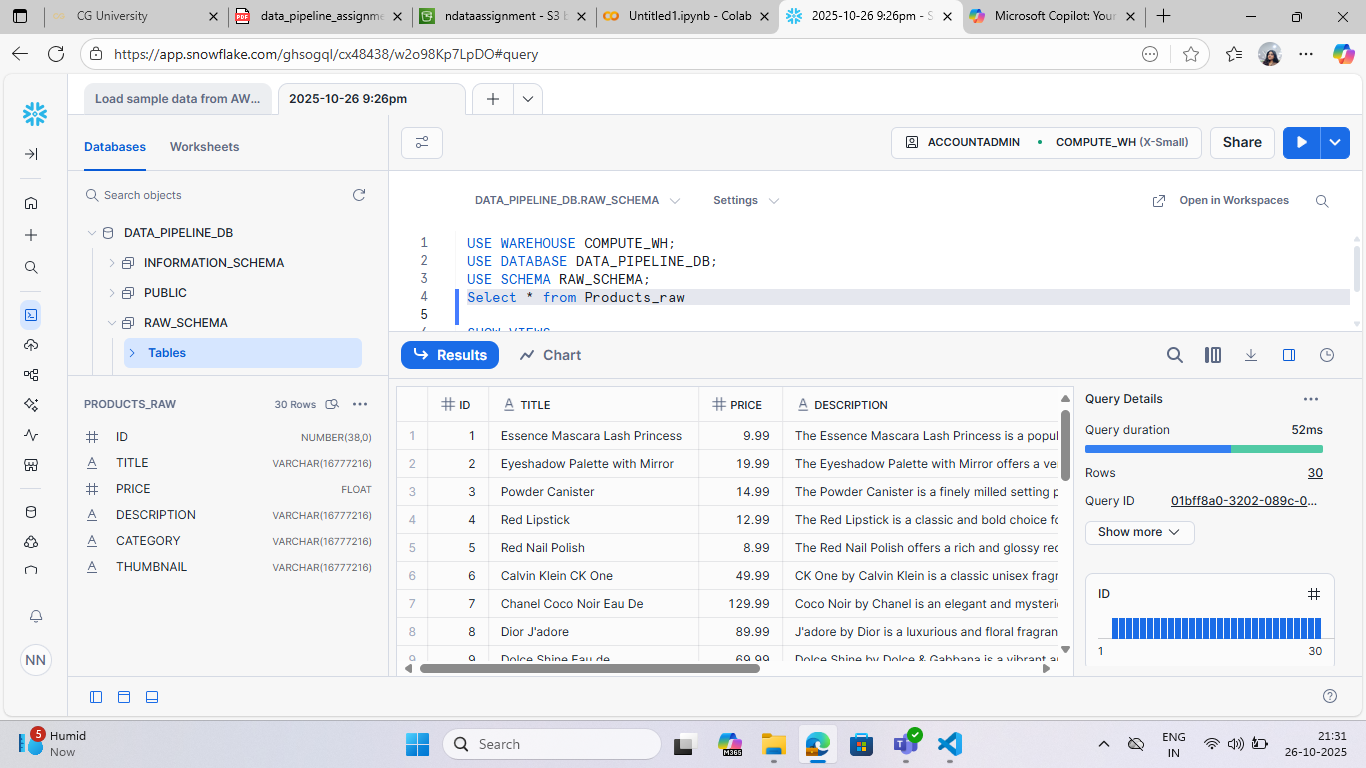 CG University
data_pipeline_assignme
ndataassignment - S3 b
Untitled1.ipynb - Colab
2025-10-26 9:26pm - S
Microsoft Copilot: Your
https://app.snowflake.com/ghsogql/cx48438/w2o98Kp7LpDO#query
Load sample data from AW...
2025-10-26 9:26pm
Databases
Worksheets
ACCOUNTADMIN
COMPUTE_WH (X-Small)
Share
Search objects
DATA_PIPELINE_DB
INFORMATION_SCHEMA
PUBLIC
RAW_SCHEMA
Tables
DATA_PIPELINE_DB.RAW_SCHEMA
Settings
Open in Workspaces
1 USE WAREHOUSE COMPUTE_WH;
2 USE DATABASE DATA_PIPELINE_DB;
3 USE SCHEMA RAW_SCHEMA;
4 Select * from Products_raw
5
6 SHOW VIEWS
PRODUCTS_RAW 30 Rows
ID NUMBER(38,0)
TITLE VARCHAR(16777216)
PRICE FLOAT
DESCRIPTION VARCHAR(16777216)
CATEGORY VARCHAR(16777216)
THUMBNAIL VARCHAR(16777216)
NN
Results
Chart
ID TITLE PRICE DESCRIPTION
1 1 Essence Mascara Lash Princess 9.99 The Essence Mascara Lash Princess is a popul
2 2 Eyeshadow Palette with Mirror 19.99 The Eyeshadow Palette with Mirror offers a ve
3 3 Powder Canister 14.99 The Powder Canister is a finely milled setting p
4 4 Red Lipstick 12.99 The Red Lipstick is a classic and bold choice fo
5 5 Red Nail Polish 8.99 The Red Nail Polish offers a rich and glossy red
6 6 Calvin Klein CK One 49.99 CK One by Calvin Klein is a classic unisex fragr
7 7 Chanel Coco Noir Eau De 129.99 Coco Noir by Chanel is an elegant and mysterio
8 8 Dior J'adore 89.99 J'adore by Dior is a luxurious and floral fragran
9 9 Dolce Shine Eau de 69.99 Dolce Shine by Dolce & Gabbana is a vibrant a
Query Details
Query duration 52ms
Rows 30
Query ID 01bff8a0-3202-089c-0...
Show more
ID
1 30
5
Humid
Now
Search
M365
ENG
IN
21:31
26-10-2025